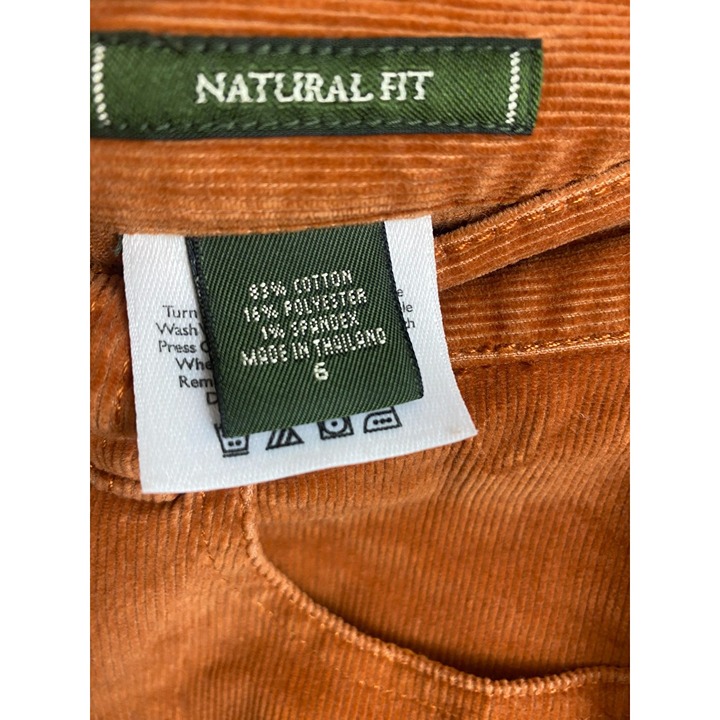 NATURAL FIT
83% COTTON
16% POLYESTER
1% SPANDEX
MADE IN THAILAND
6
Turn
Wash
Press